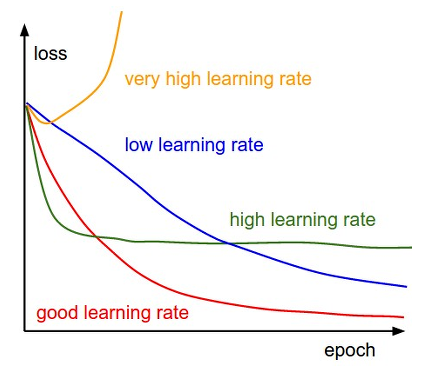 loss
very high learning rate
low learning rate
high learning rate
good learning rate
epoch